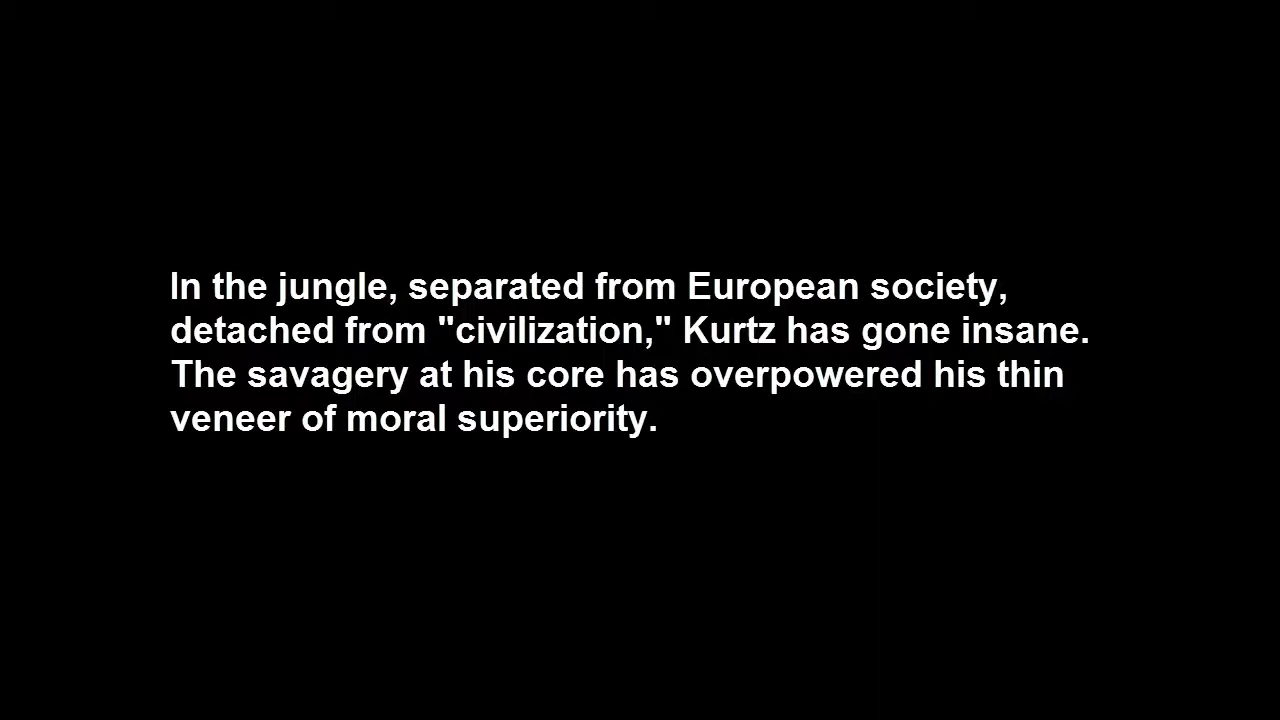 In the jungle, separated from European society,
detached from "civilization," Kurtz has gone insane.
The savagery at his core has overpowered his thin
veneer of moral superiority.